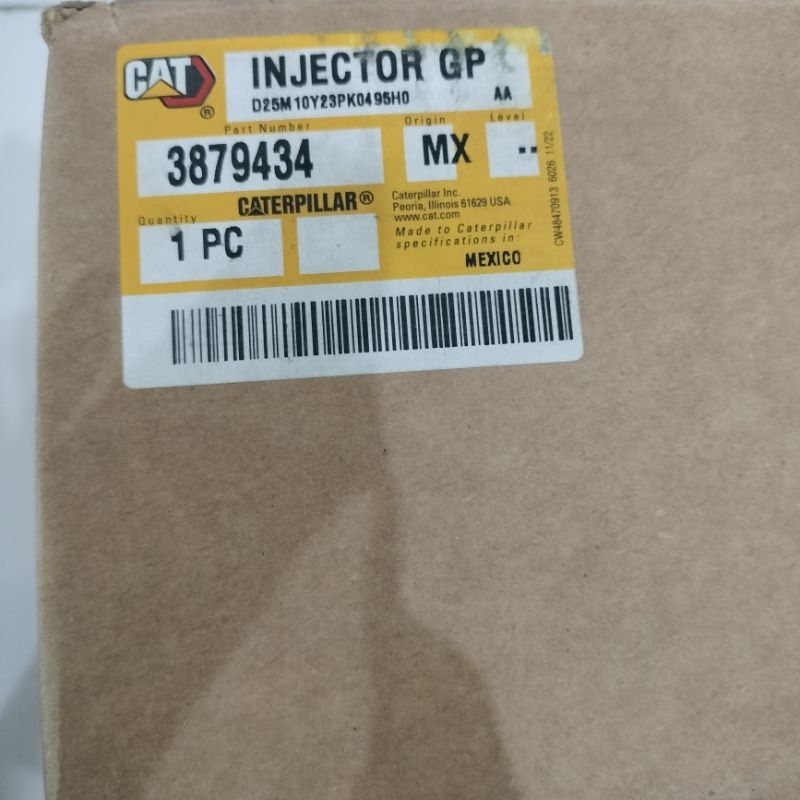 CAT
®
INJECTOR GP
D25M10Y23PK0495H0 AA
Part Number
3879434
Origin
MX
Level
--
CATERPILLAR®
Caterpillar Inc.
Peoria, Illinois 61629 USA
www.cat.com
Quantity
1 PC
Made to Caterpillar
specifications in:
MEXICO
CW48470913 6026 11/22